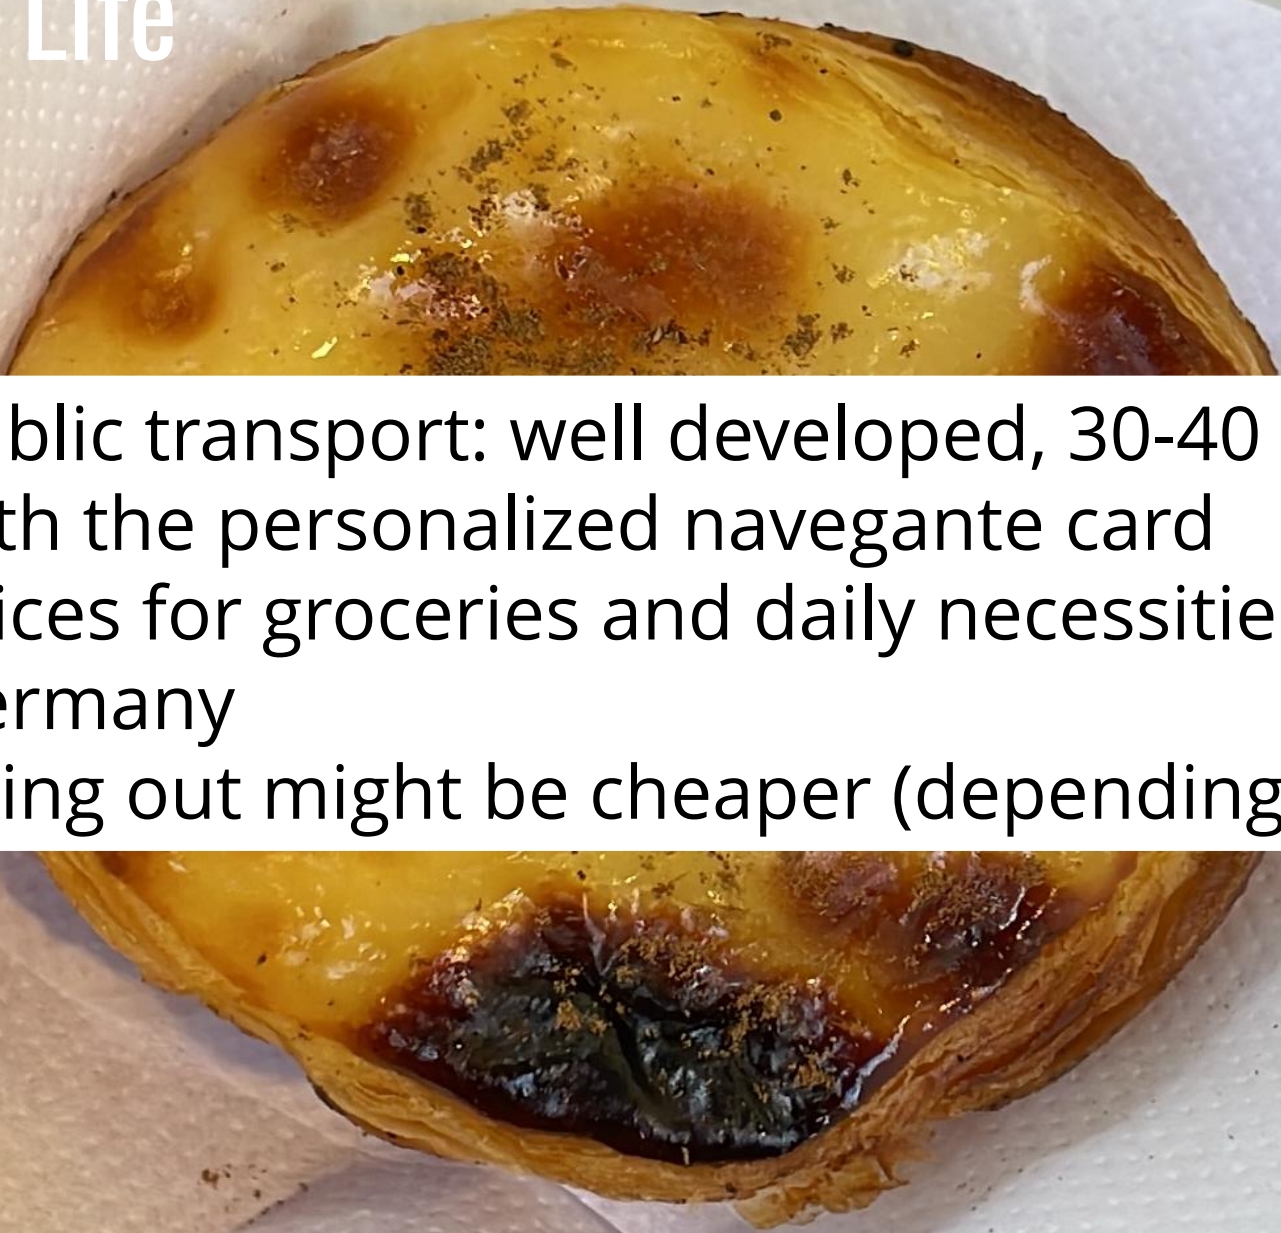 Life
blic transport: well developed, 30-40
th the personalized navegante card
ices for groceries and daily necessitie
ermany
ing out might be cheaper (depending